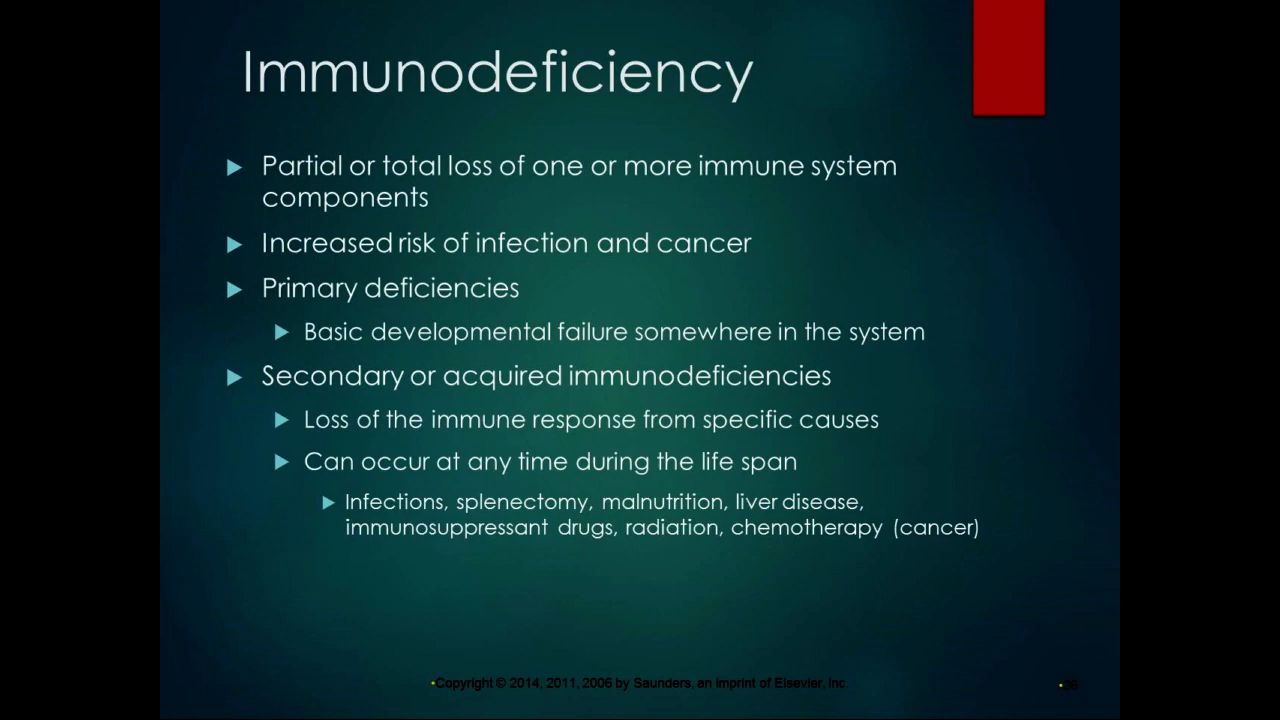 Immunodeficiency
Partial or total loss of one or more immune system
components
Increased risk of infection and cancer
Primary deficiencies
Basic developmental failure somewhere in the system
Secondary or acquired immunodeficiencies
Loss of the immune response from specific causes
Can occur at any time during the life span
Infections, splenectomy, malnutrition, liver disease,
immunosuppressant drugs, radiation, chemotherapy (cancer)
•Copyright © 2014, 2011, 2006 by Saunders, an imprint of Elsevier, Inc.
•26